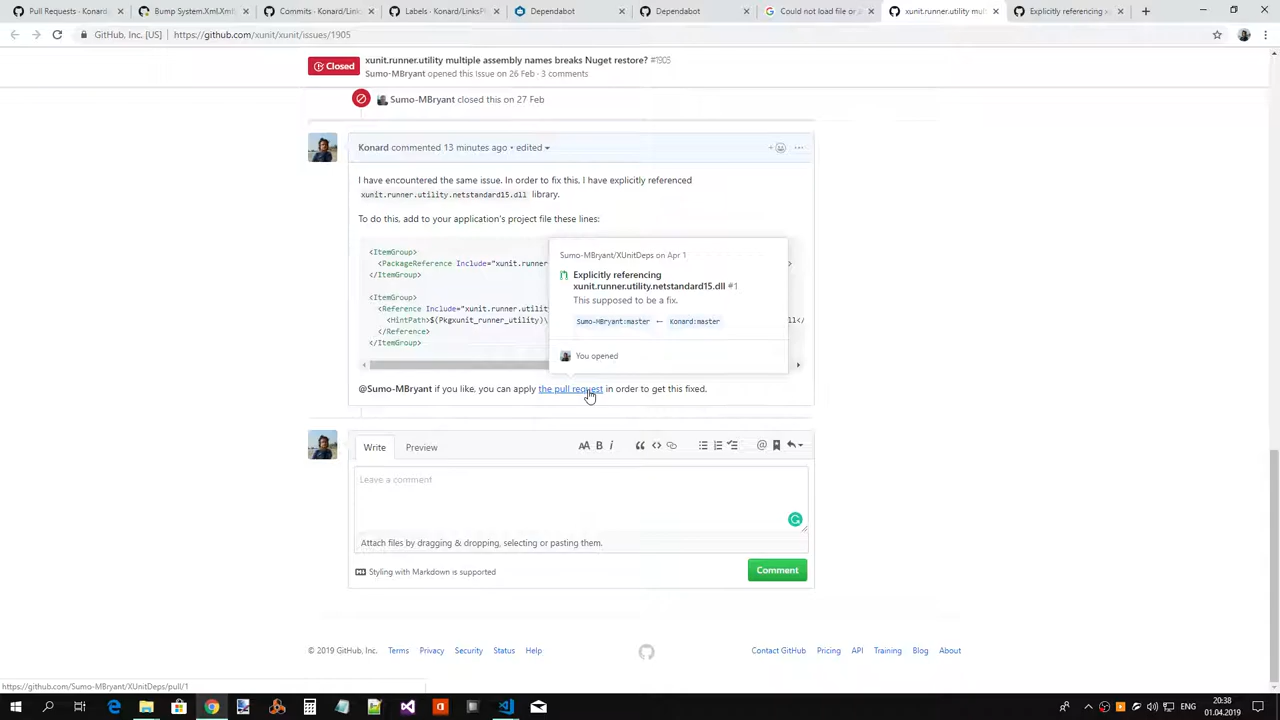 Pull Requests - Konard
Bump System.Xml.Xml
Commits · Konard/Links
Labels - Konard/LinksPl
Dependabot
Dependabot
Could not load file or
xunit.runner.utility mult
Explicitly referencing x
GitHub, Inc. [US]
https://github.com/xunit/xunit/issues/1905
Closed
xunit.runner.utility multiple assembly names breaks Nuget restore? #1905
Sumo-MBryant opened this issue on 26 Feb · 3 comments
Sumo-MBryant closed this on 27 Feb
Konard commented 13 minutes ago • edited
I have encountered the same issue. In order to fix this, I have explicitly referenced
xunit.runner.utility.netstandard15.dll library.
To do this, add to your application's project file these lines:
<ItemGroup>
<PackageReference Include="xunit.runner
</ItemGroup>
<ItemGroup>
<Reference Include="xunit.runner.utilit
<HintPath>$(Pkgxunit_runner_utility)\
</Reference>
</ItemGroup>
Sumo-MBryant/XUnitDeps on Apr 1
Explicitly referencing
xunit.runner.utility.netstandard15.dll #1
This supposed to be a fix.
Sumo-MBryant:master ← Konard:master
You opened
@Sumo-MBryant if you like, you can apply the pull request in order to get this fixed.
Write
Preview
AA B i
Leave a comment
Attach files by dragging & dropping, selecting or pasting them.
Styling with Markdown is supported
Comment
© 2019 GitHub, Inc. Terms Privacy Security Status Help
Contact GitHub Pricing API Training Blog About
https://github.com/Sumo-MBryant/XUnitDeps/pull/1
ENG
20:38
01.04.2019